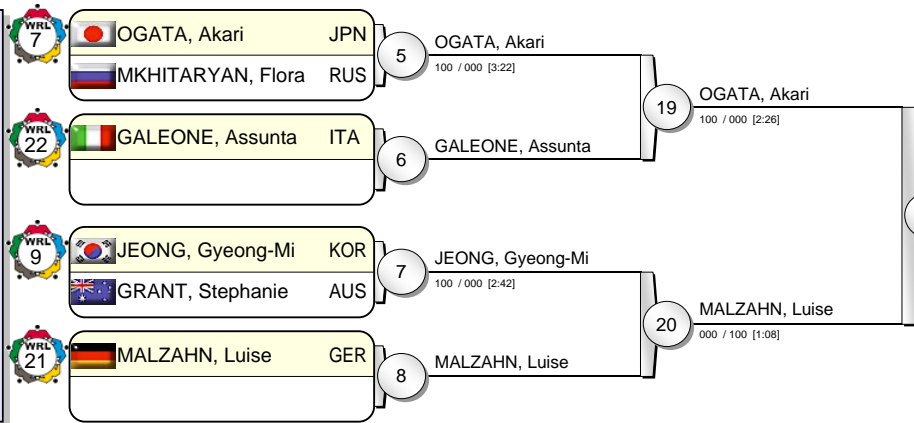 WRL
7
OGATA, Akari JPN
MKHITARYAN, Flora RUS
5
OGATA, Akari
100 / 000 [3:22]
19
OGATA, Akari
100 / 000 [2:26]
WRL
22
GALEONE, Assunta ITA
6
GALEONE, Assunta
WRL
9
JEONG, Gyeong-Mi KOR
GRANT, Stephanie AUS
7
JEONG, Gyeong-Mi
100 / 000 [2:42]
20
MALZAHN, Luise
000 / 100 [1:08]
WRL
21
MALZAHN, Luise GER
8
MALZAHN, Luise